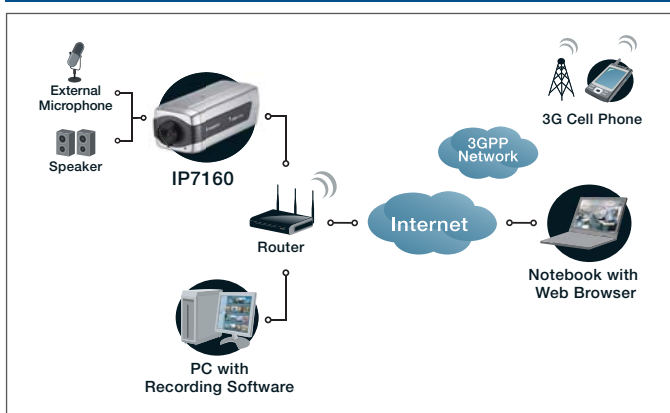 External
Microphone
Speaker
IP7160
Router
PC with
Recording Software
Internet
3GPP
Network
3G Cell Phone
Notebook with
Web Browser